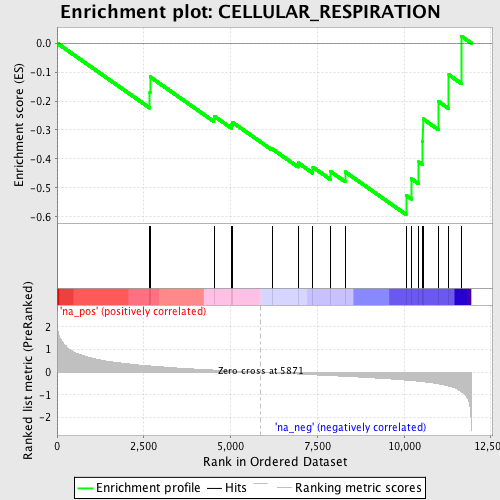 Enrichment plot: CELLULAR_RESPIRATION
Enrichment score (ES)
0.0
-0.1
-0.2
-0.3
-0.4
-0.5
-0.6
'na_pos' (positively correlated)
Ranked list metric (PreRanked)
2
1
0
-1
-2
Zero cross at 5871
'na_neg' (negatively correlated)
0
2,500
5,000
7,500
10,000
12,500
Rank in Ordered Dataset
Enrichment profile
Hits
Ranking metric scores